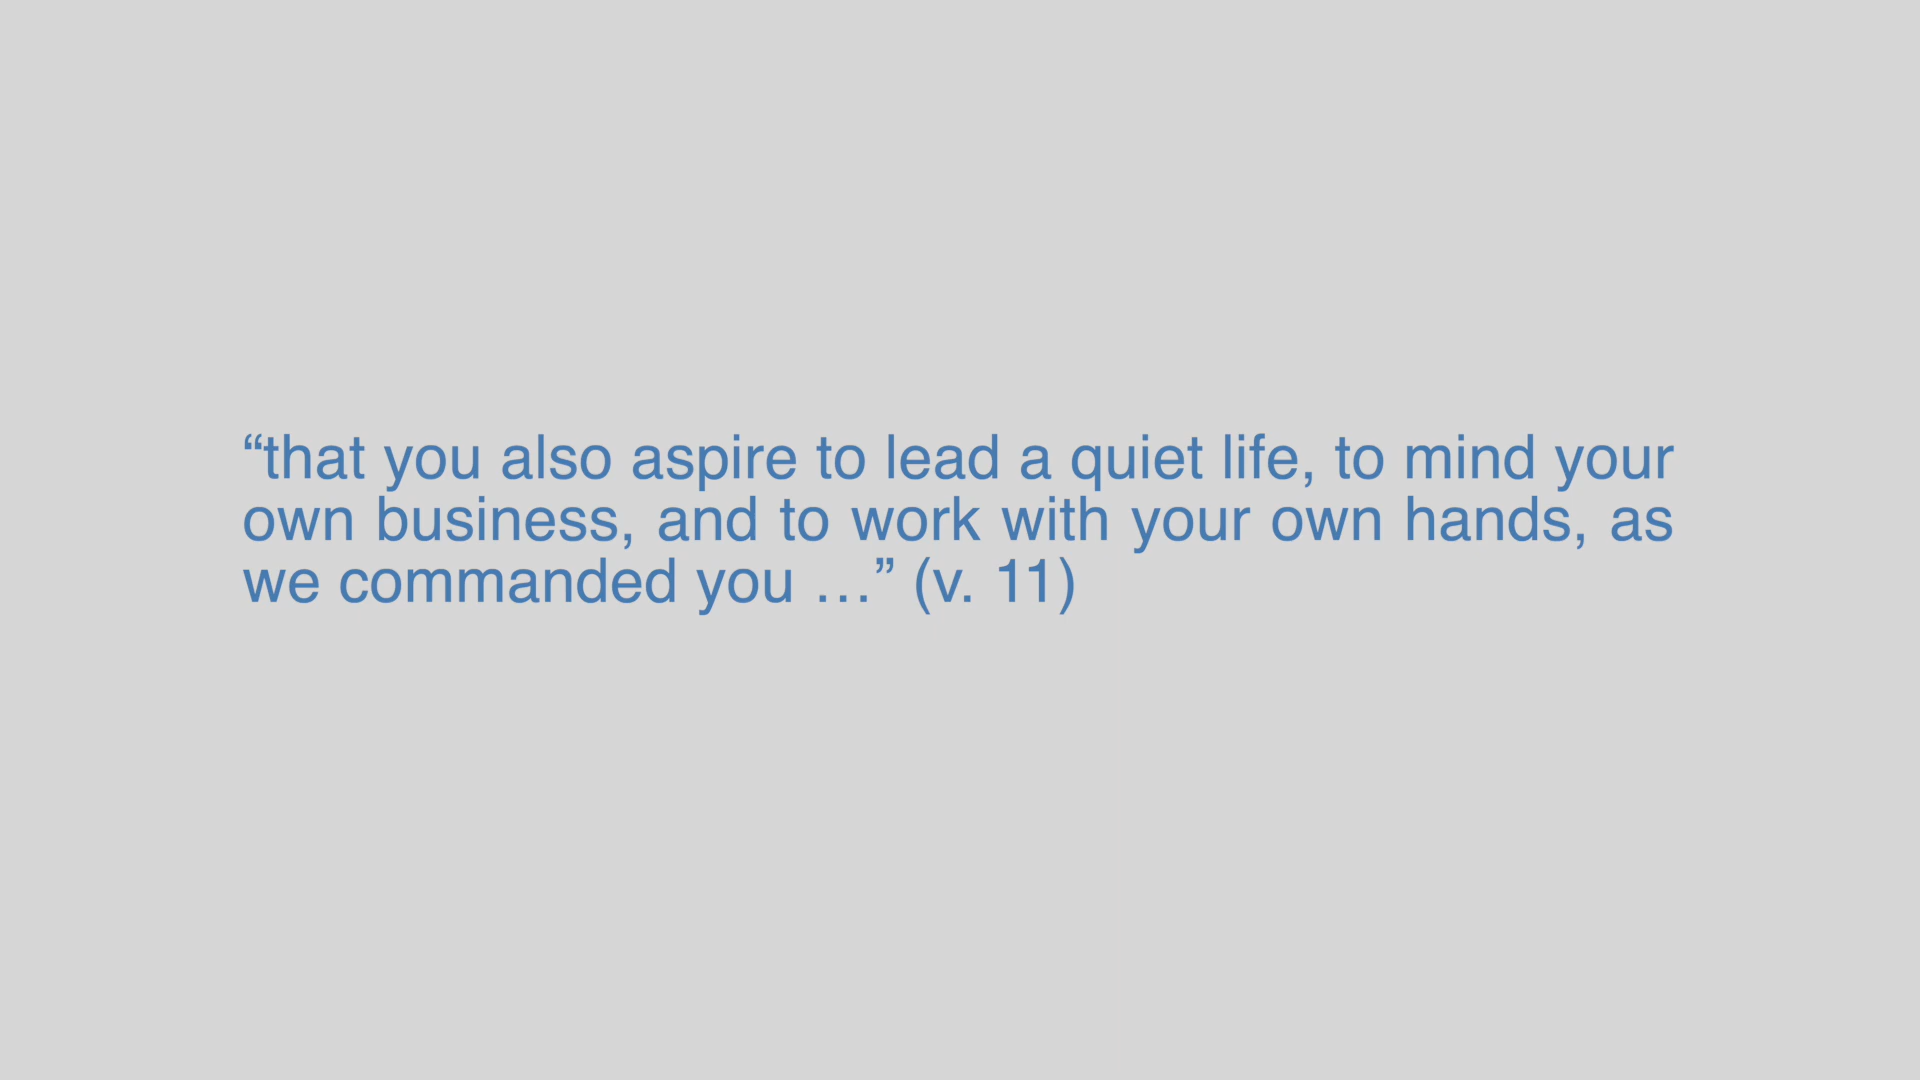 “that you also aspire to lead a quiet life, to mind your
own business, and to work with your own hands, as
we commanded you …” (v. 11)